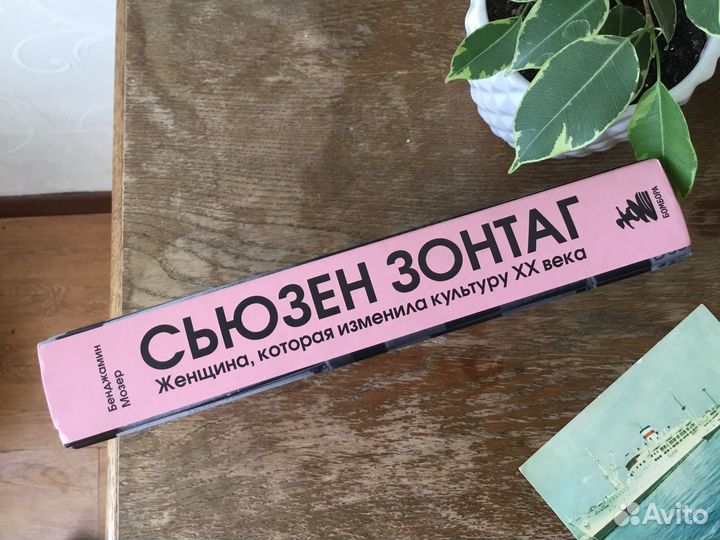 Бенджамин
Мозер
СЬЮЗЕН ЗОНТАГ
Женщина, которая изменила культуру XX века
БОМБОРА
Avito